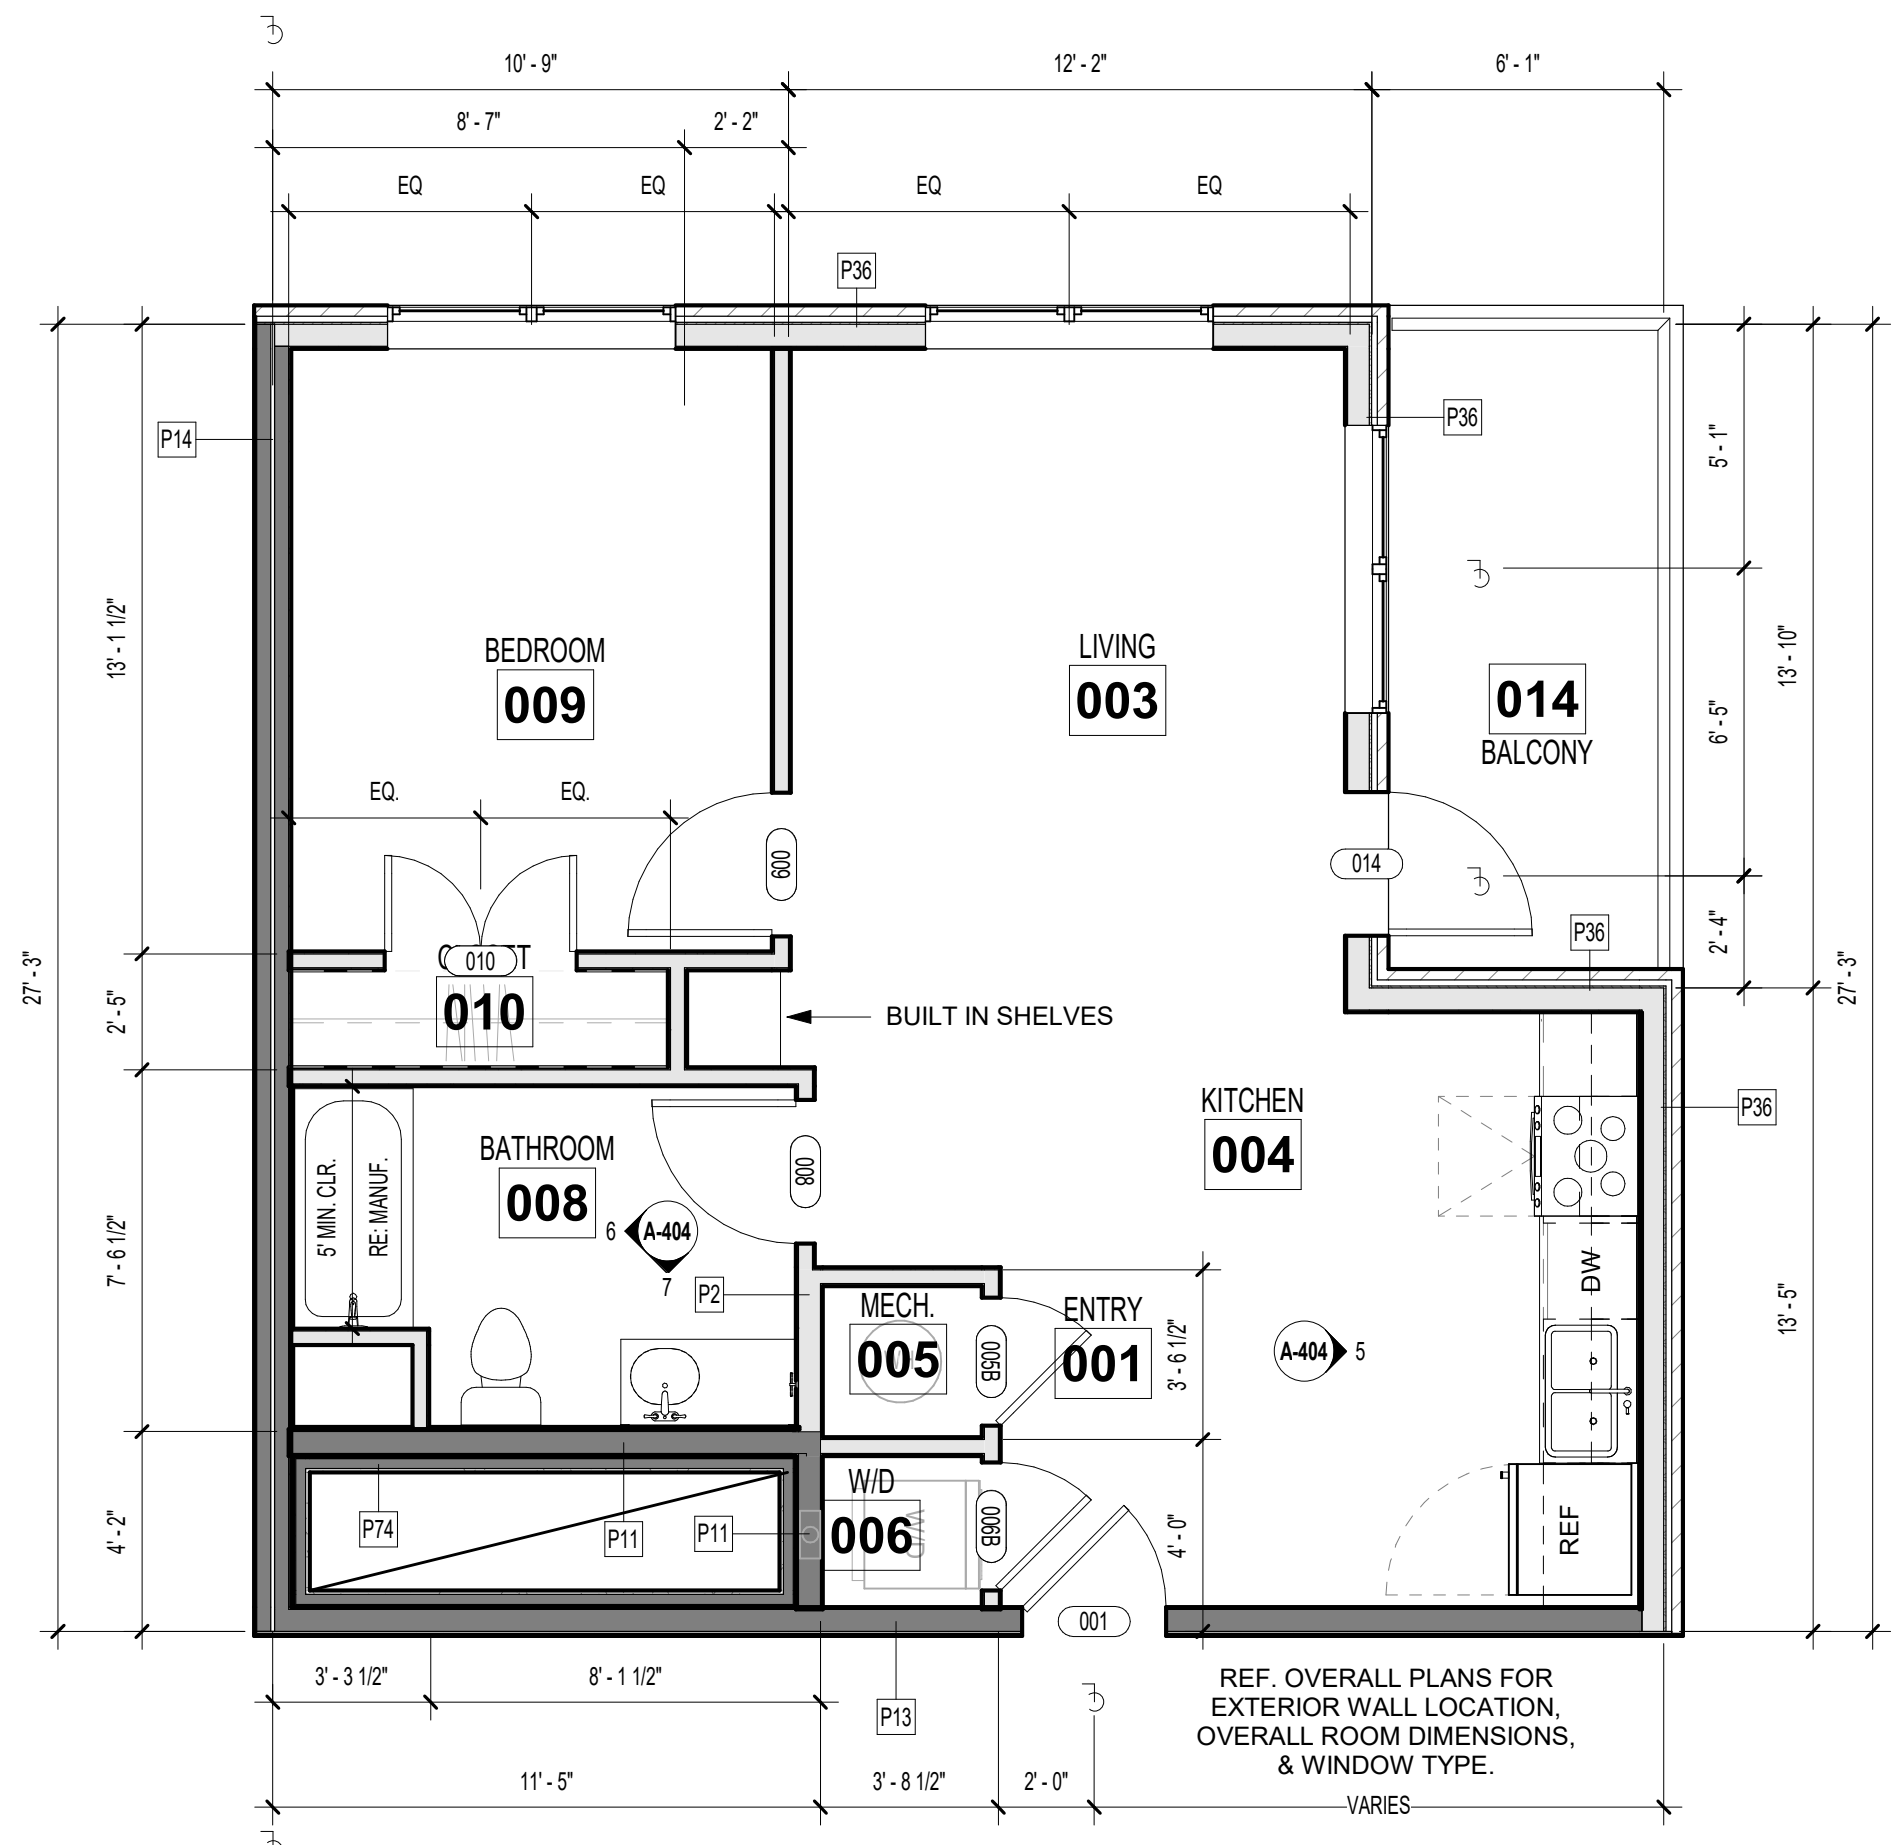 10' - 9"
12' - 2"
6' - 1"
8' - 7"
2' - 2"
EQ
EQ
EQ
EQ
P36
P14
P36
5' - 1"
13' - 1 1/2"
BEDROOM
009
LIVING
003
014
BALCONY
13' - 10"
6' - 5"
EQ.
EQ.
009
014
P36
2' - 4"
27' - 3"
27' - 3"
010
010
2' - 5"
BUILT IN SHELVES
KITCHEN
004
P36
BATHROOM
008
008
5' MIN. CLR.
RE: MANUF.
6
A-404
7
7' - 6 1/2"
P2
MECH.
005
005B
ENTRY
001
3' - 6 1/2"
A-404
5
DW
13' - 5"
W/D
006
W/D
006B
P74
P11
P11
4' - 2"
4' - 0"
REF
001
3' - 3 1/2"
8' - 1 1/2"
P13
REF. OVERALL PLANS FOR
EXTERIOR WALL LOCATION,
OVERALL ROOM DIMENSIONS,
& WINDOW TYPE.
11' - 5"
3' - 8 1/2"
2' - 0"
VARIES